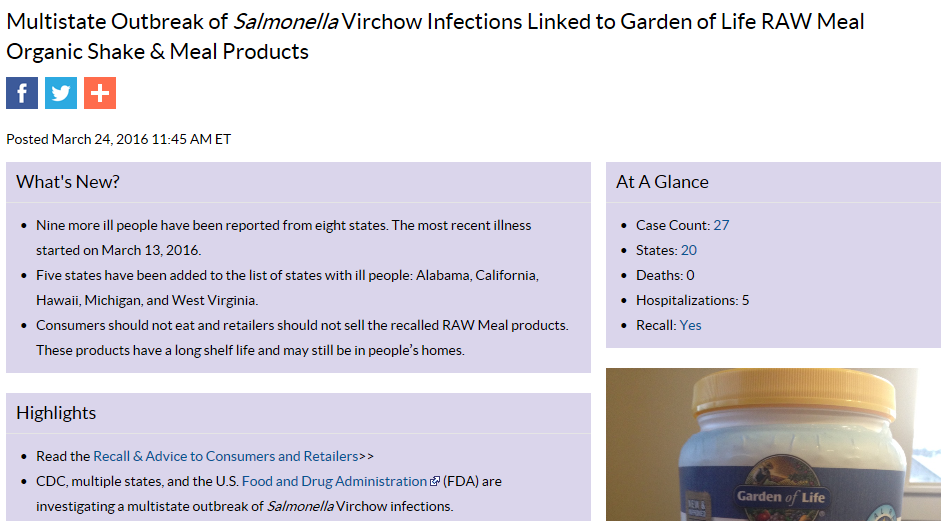 Multistate Outbreak of Salmonella Virchow Infections Linked to Garden of Life RAW Meal
Organic Shake & Meal Products
Posted March 24, 2016 11:45 AM ET
What's New?
Nine more ill people have been reported from eight states. The most recent illness
started on March 13, 2016.
Five states have been added to the list of states with ill people: Alabama, California,
Hawaii, Michigan, and West Virginia.
Consumers should not eat and retailers should not sell the recalled RAW Meal products.
These products have a long shelf life and may still be in people’s homes.
Highlights
Read the Recall & Advice to Consumers and Retailers>>
CDC, multiple states, and the U.S. Food and Drug Administration (FDA) are
investigating a multistate outbreak of Salmonella Virchow infections.
At A Glance
Case Count: 27
States: 20
Deaths: 0
Hospitalizations: 5
Recall: Yes
Garden of Life